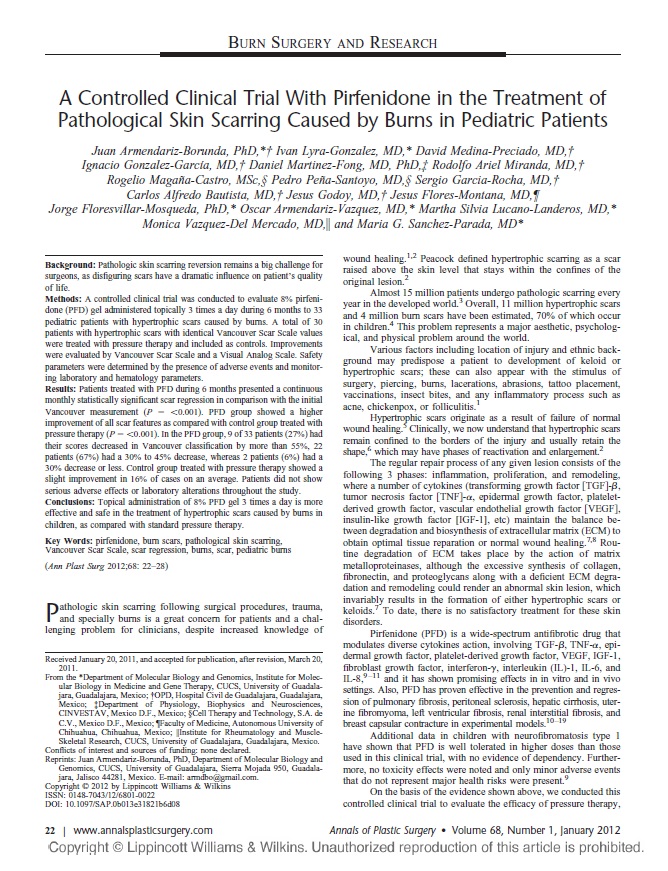 BURN SURGERY AND RESEARCH
A Controlled Clinical Trial With Pirfenidone in the Treatment of
Pathological Skin Scarring Caused by Burns in Pediatric Patients
Juan Armendariz-Borunda, PhD,*† Ivan Lyra-Gonzalez, MD,* David Medina-Preciado, MD,†
Ignacio Gonzalez-García, MD,† Daniel Martinez-Fong, MD, PhD,‡ Rodolfo Ariel Miranda, MD,†
Rogelio Magaña-Castro, MSc,§ Pedro Peña-Santoyo, MD,§ Sergio Garcia-Rocha, MD,†
Carlos Alfredo Bautista, MD,† Jesus Godoy, MD,† Jesus Flores-Montana, MD,¶
Jorge Floresvillar-Mosqueda, PhD,* Oscar Armendariz-Vazquez, MD,* Martha Silvia Lucano-Landeros, MD,*
Monica Vazquez-Del Mercado, MD,∥ and Maria G. Sanchez-Parada, MD*
Background: Pathologic skin scarring reversion remains a big challenge for
surgeons, as disfiguring scars have a dramatic influence on patient's quality
of life.
Methods: A controlled clinical trial was conducted to evaluate 8% pirfeni-
done (PFD) gel administered topically 3 times a day during 6 months to 33
pediatric patients with hypertrophic scars caused by burns. A total of 30
patients with hypertrophic scars with identical Vancouver Scar Scale values
were treated with pressure therapy and included as controls. Improvements
were evaluated by Vancouver Scar Scale and a Visual Analog Scale. Safety
parameters were determined by the presence of adverse events and monitor-
ing laboratory and hematology parameters.
Results: Patients treated with PFD during 6 months presented a continuous
monthly statistically significant scar regression in comparison with the initial
Vancouver measurement (P = <0.001). PFD group showed a higher
improvement of all scar features as compared with control group treated with
pressure therapy (P = <0.001). In the PFD group, 9 of 33 patients (27%) had
their scores decreased in Vancouver classification by more than 55%, 22
patients (67%) had a 30% to 45% decrease, whereas 2 patients (6%) had a
30% decrease or less. Control group treated with pressure therapy showed a
slight improvement in 16% of cases on an average. Patients did not show
serious adverse effects or laboratory alterations throughout the study.
Conclusions: Topical administration of 8% PFD gel 3 times a day is more
effective and safe in the treatment of hypertrophic scars caused by burns in
children, as compared with standard pressure therapy.
Key Words: pirfenidone, burn scars, pathological skin scarring,
Vancouver Scar Scale, scar regression, burns, scar, pediatric burns
(Ann Plast Surg 2012;68: 22–28)
Pathologic skin scarring following surgical procedures, trauma,
and specially burns is a great concern for patients and a chal-
lenging problem for clinicians, despite increased knowledge of
Received January 20, 2011, and accepted for publication, after revision, March 20,
2011.
From the *Department of Molecular Biology and Genomics, Institute for Molec-
ular Biology in Medicine and Gene Therapy, CUCS, University of Guadala-
jara, Guadalajara, Mexico; †OPD, Hospital Civil de Guadalajara, Guadalajara,
Mexico; ‡Department of Physiology, Biophysics and Neurosciences,
CINVESTAV, Mexico D.F., Mexico; §Cell Therapy and Technology, S.A. de
C.V., Mexico D.F., Mexico; ¶Faculty of Medicine, Autonomous University of
Chihuahua, Chihuahua, Mexico; ∥Institute for Rheumatology and Muscle-
Skeletal Research, CUCS, University of Guadalajara, Guadalajara, Mexico.
Conflicts of interest and sources of funding: none declared.
Reprints: Juan Armendariz-Borunda, PhD, Department of Molecular Biology and
Genomics, CUCS, University of Guadalajara, Sierra Mojada 950, Guadala-
jara, Jalisco 44281, Mexico. E-mail: armdbo@gmail.com.
Copyright © 2012 by Lippincott Williams & Wilkins
ISSN: 0148-7043/12/6801-0022
DOI: 10.1097/SAP.0b013e31821b6d08
wound healing.1,2 Peacock defined hypertrophic scarring as a scar
raised above the skin level that stays within the confines of the
original lesion.2
Almost 15 million patients undergo pathologic scarring every
year in the developed world.3 Overall, 11 million hypertrophic scars
and 4 million burn scars have been estimated, 70% of which occur
in children.4 This problem represents a major aesthetic, psycholog-
ical, and physical problem around the world.
Various factors including location of injury and ethnic back-
ground may predispose a patient to development of keloid or
hypertrophic scars; these can also appear with the stimulus of
surgery, piercing, burns, lacerations, abrasions, tattoo placement,
vaccinations, insect bites, and any inflammatory process such as
acne, chickenpox, or folliculitis.1
Hypertrophic scars originate as a result of failure of normal
wound healing.5 Clinically, we now understand that hypertrophic scars
remain confined to the borders of the injury and usually retain the
shape,6 which may have phases of reactivation and enlargement.2
The regular repair process of any given lesion consists of the
following 3 phases: inflammation, proliferation, and remodeling,
where a number of cytokines (transforming growth factor [TGF]-β,
tumor necrosis factor [TNF]-α, epidermal growth factor, platelet-
derived growth factor, vascular endothelial growth factor [VEGF],
insulin-like growth factor [IGF-1], etc) maintain the balance be-
tween degradation and biosynthesis of extracellular matrix (ECM) to
obtain optimal tissue reparation or normal wound healing.7,8 Rou-
tine degradation of ECM takes place by the action of matrix
metalloproteinases, although the excessive synthesis of collagen,
fibronectin, and proteoglycans along with a deficient ECM degra-
dation and remodeling could render an abnormal skin lesion, which
invariably results in the formation of either hypertrophic scars or
keloids.7 To date, there is no satisfactory treatment for these skin
disorders.
Pirfenidone (PFD) is a wide-spectrum antifibrotic drug that
modulates diverse cytokines action, involving TGF-β, TNF-α, epi-
dermal growth factor, platelet-derived growth factor, VEGF, IGF-1,
fibroblast growth factor, interferon-γ, interleukin (IL)-1, IL-6, and
IL-8,9–11 and it has shown promising effects in in vitro and in vivo
settings. Also, PFD has proven effective in the prevention and regres-
sion of pulmonary fibrosis, peritoneal sclerosis, hepatic cirrhosis, uter-
ine fibromyoma, left ventricular fibrosis, renal interstitial fibrosis, and
breast capsular contraction in experimental models.10–19
Additional data in children with neurofibromatosis type 1
have shown that PFD is well tolerated in higher doses than those
used in this clinical trial, with no evidence of dependency. Further-
more, no toxicity effects were noted and only minor adverse events
that do not represent major health risks were present.9
On the basis of the evidence shown above, we conducted this
controlled clinical trial to evaluate the efficacy of pressure therapy,
22 | www.annalsplasticsurgery.com
Annals of Plastic Surgery • Volume 68, Number 1, January 2012
Copyright © Lippincott Williams & Wilkins. Unauthorized reproduction of this article is prohibited.